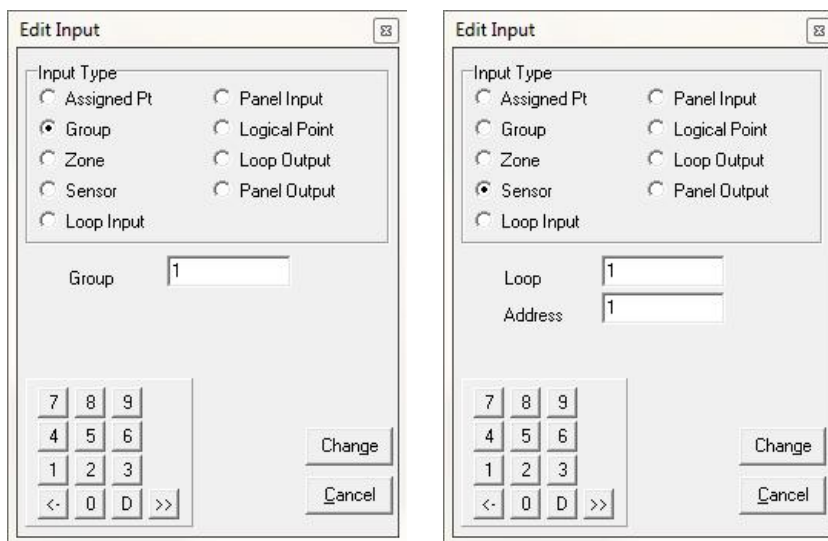 Edit Input
Input Type
Assigned Pt
Panel Input
Group
Logical Point
Zone
Loop Output
Sensor
Panel Output
Loop Input
Group
1
7 8 9
4 5 6
1 2 3
<- 0 D >>
Change
Cancel
Edit Input
Input Type
Assigned Pt
Panel Input
Group
Logical Point
Zone
Loop Output
Sensor
Panel Output
Loop Input
Loop
1
Address
1
7 8 9
4 5 6
1 2 3
<- 0 D >>
Change
Cancel